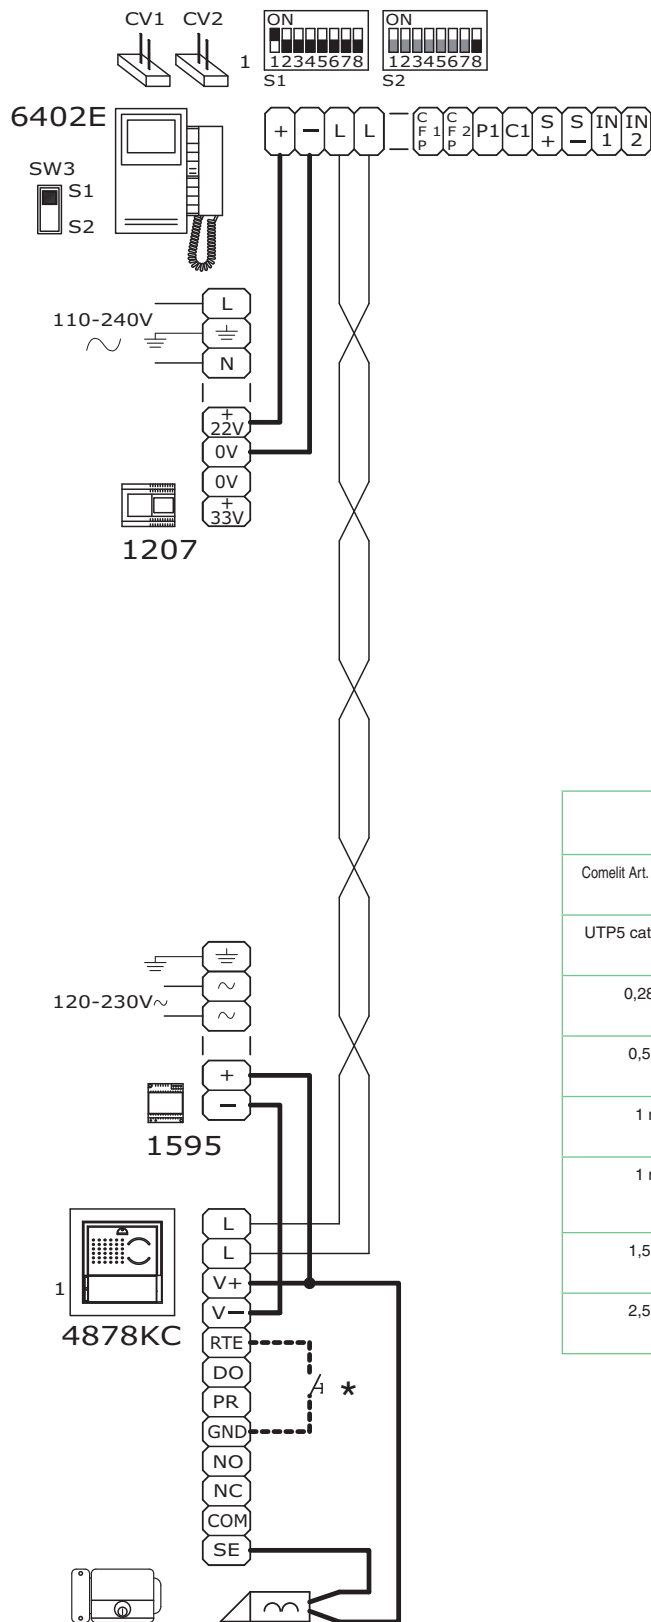 CV1 CV2
ON
1 12345678
S1
ON
12345678
S2
6402E
+ — L L CFP1 CFP2 P1 C1 S+ S— IN1 IN2
SW3
S1
S2
110-240V
L
N
+
22V
0V
0V
+
33V
1207
120-230V~
~
~
+
—
1595
1
4878KC
L
L
V+
V—
RTE
DO
PR
GND
NO
NC
COM
SE
*
Comelit Art.
UTP5 cat
0,28
0,5
1
1
1,5
2,5